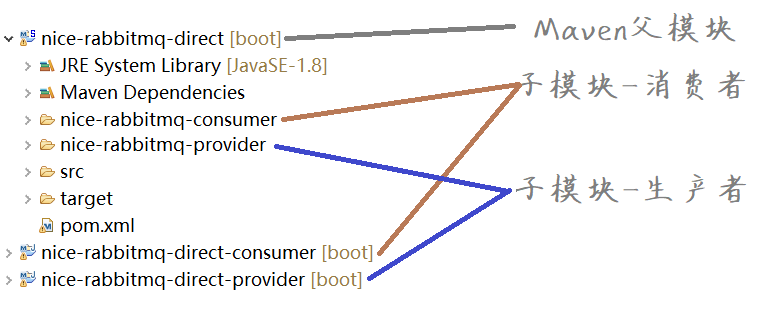 nice-rabbitmq-direct [boot]
Maven父模块
JRE System Library [JavaSE-1.8]
子模块-消费者
Maven Dependencies
nice-rabbitmq-consumer
nice-rabbitmq-provider
src
子模块-生产者
target
pom.xml
nice-rabbitmq-direct-consumer [boot]
nice-rabbitmq-direct-provider [boot]